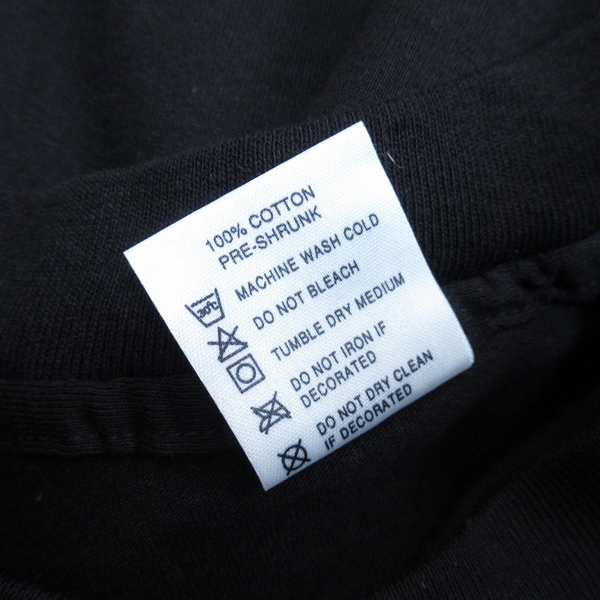 100% COTTON
PRE-SHRUNK
30°C MACHINE WASH COLD
DO NOT BLEACH
TUMBLE DRY MEDIUM
DO NOT IRON IF
DECORATED
DO NOT DRY CLEAN
IF DECORATED